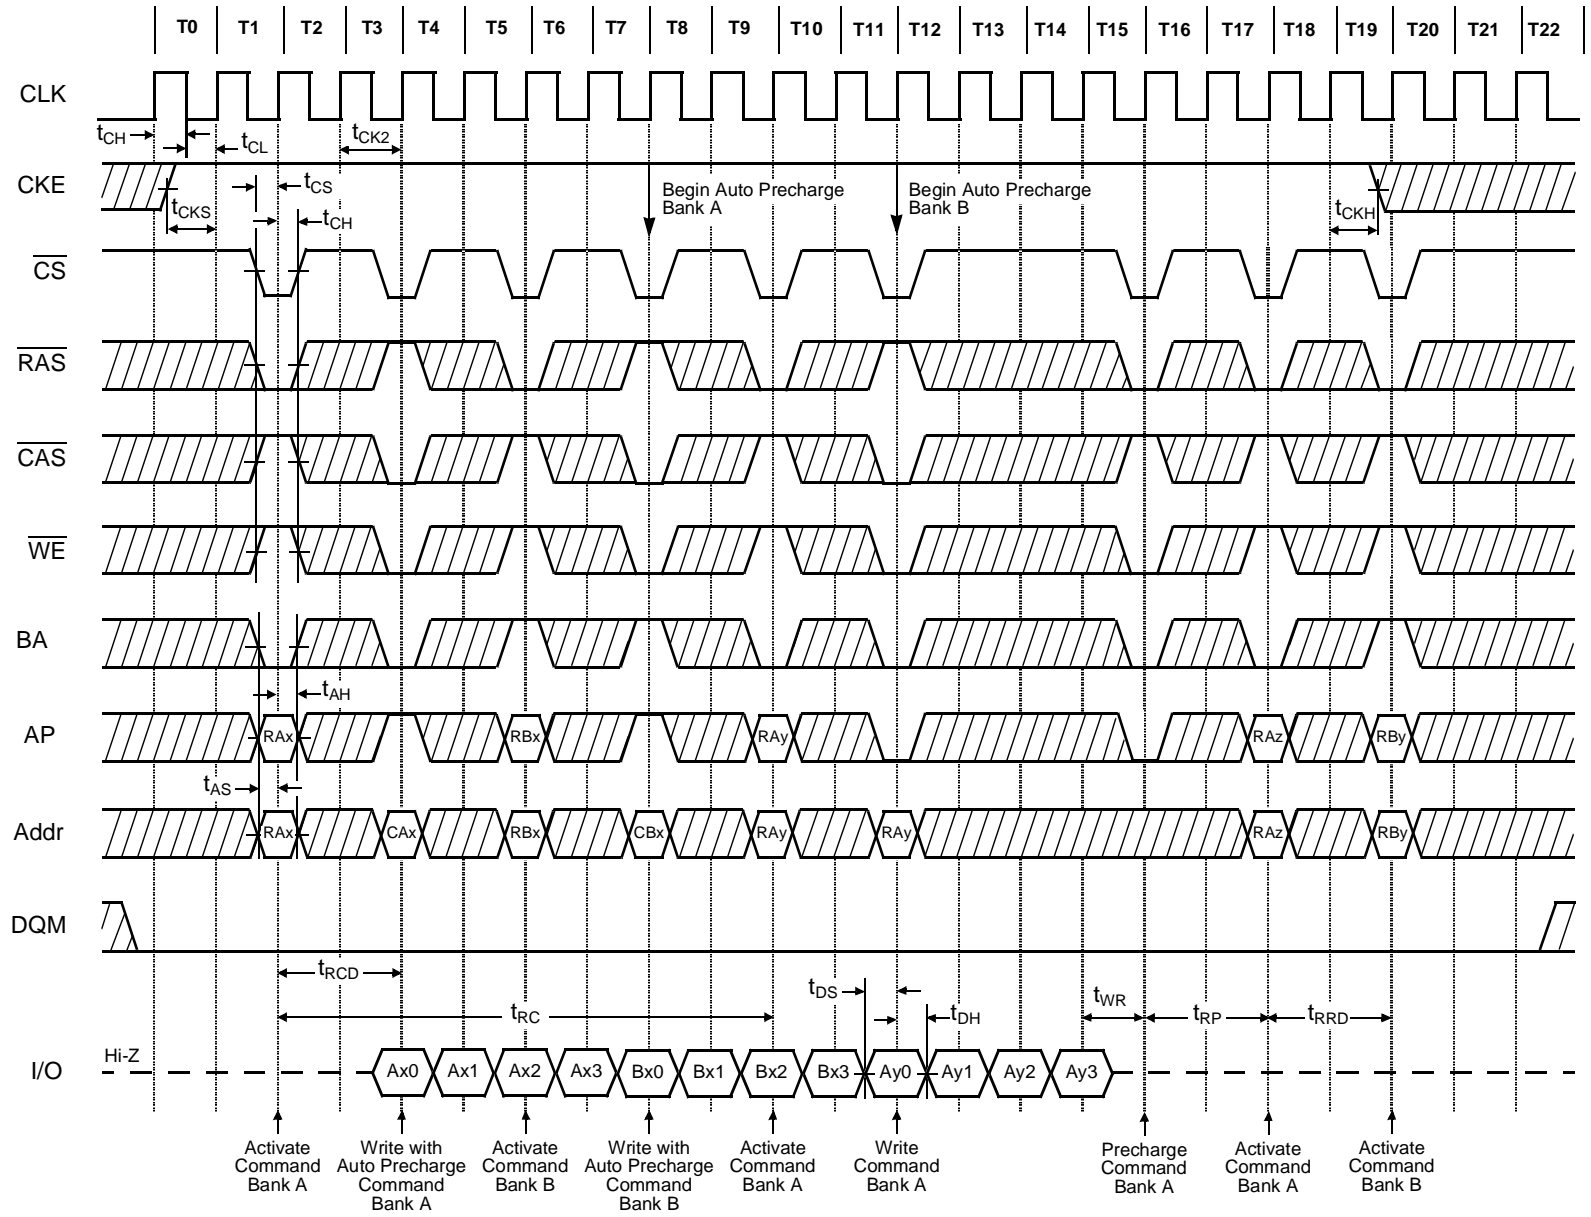 T0 T1 T2 T3 T4 T5 T6 T7 T8 T9 T10 T11 T12 T13 T14 T15 T16 T17 T18 T19 T20 T21 T22
CLK
tCH
tCL
tCK2
CKE
tCKS
tCS
tCH
Begin Auto Precharge
Bank A
Begin Auto Precharge
Bank B
tCKH
CS
RAS
CAS
WE
BA
tAH
AP
RAx RBx RAy RAz RBy
tAS
Addr
RAx CAx RBx CBx RAy RAy RAz RBy
DQM
tRCD
tRC
tDS
tDH
tWR
tRP
tRRD
I/O
Hi-Z
Ax0 Ax1 Ax2 Ax3 Bx0 Bx1 Bx2 Bx3 Ay0 Ay1 Ay2 Ay3
Activate
Command
Bank A
Write with
Auto Precharge
Command
Bank A
Activate
Command
Bank B
Write with
Auto Precharge
Command
Bank B
Activate
Command
Bank A
Write
Command
Bank A
Precharge
Command
Bank A
Activate
Command
Bank A
Activate
Command
Bank B